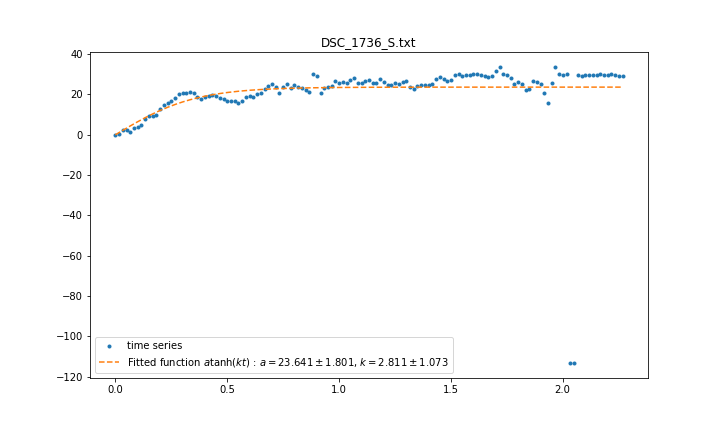 DSC_1736_S.txt
40
20
0
−20
−40
−60
−80
−100
−120
time series
Fitted function atanh(kt) : a = 23.641 ± 1.801, k = 2.811 ± 1.073
0.0 0.5 1.0 1.5 2.0